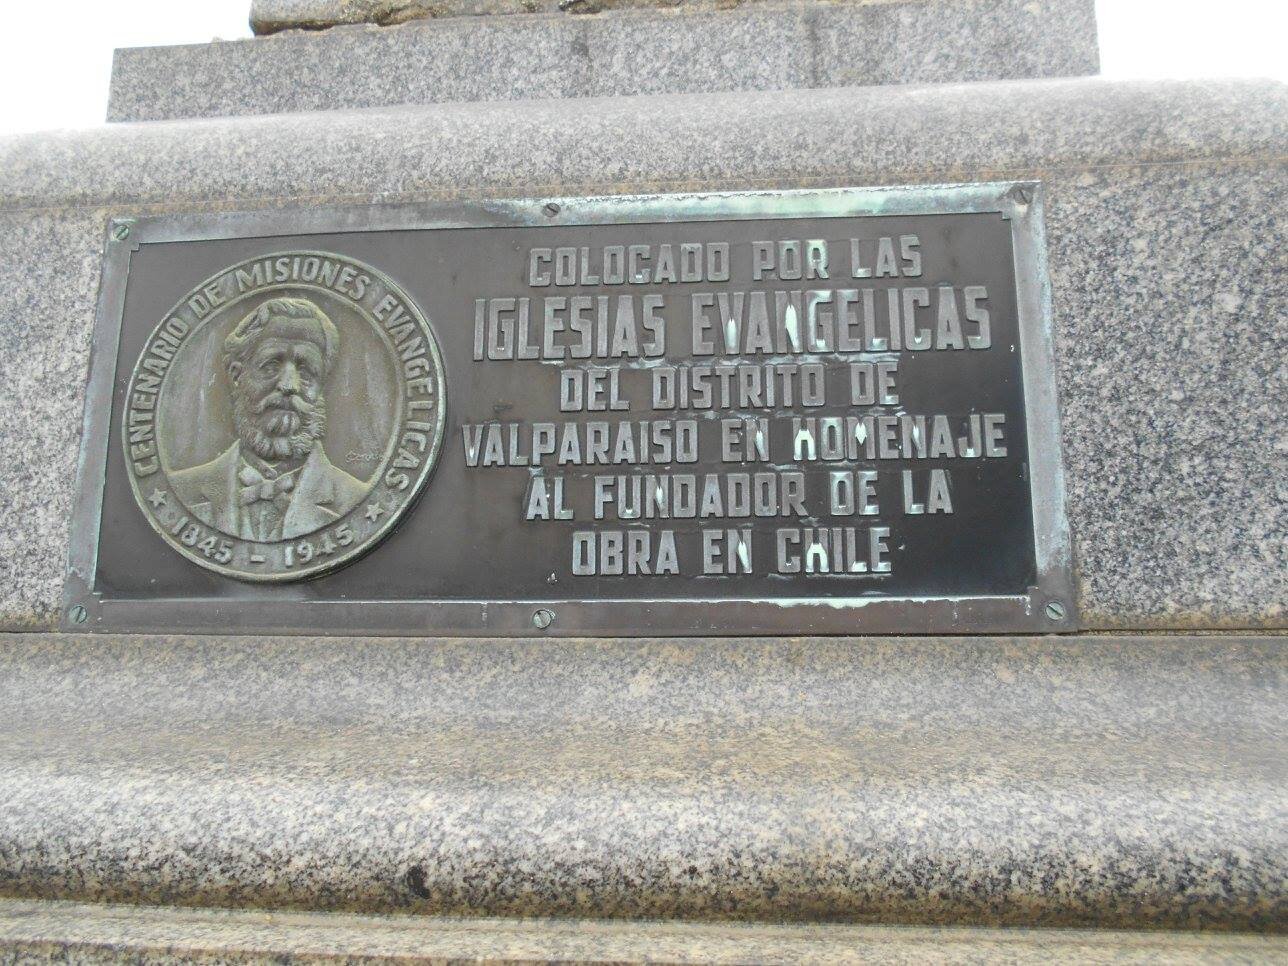 CENTENARIO DE MISIONES EVANGELICAS
1845 - 1945
COLOCADO POR LAS
IGLESIAS EVANGELICAS
DEL DISTRITO DE
VALPARAISO EN HOMENAJE
AL FUNDADOR DE LA
OBRA EN CHILE